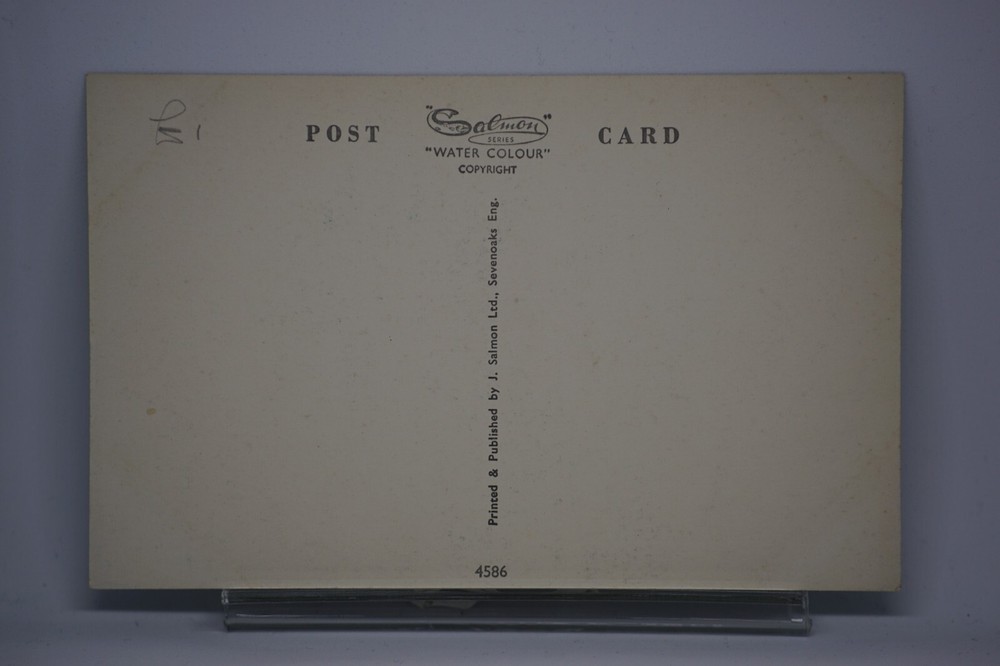 POST CARD
"Salmon"
SERIES
"WATER COLOUR"
COPYRIGHT
Printed & Published by J. Salmon Ltd., Sevenoaks Eng.
4586